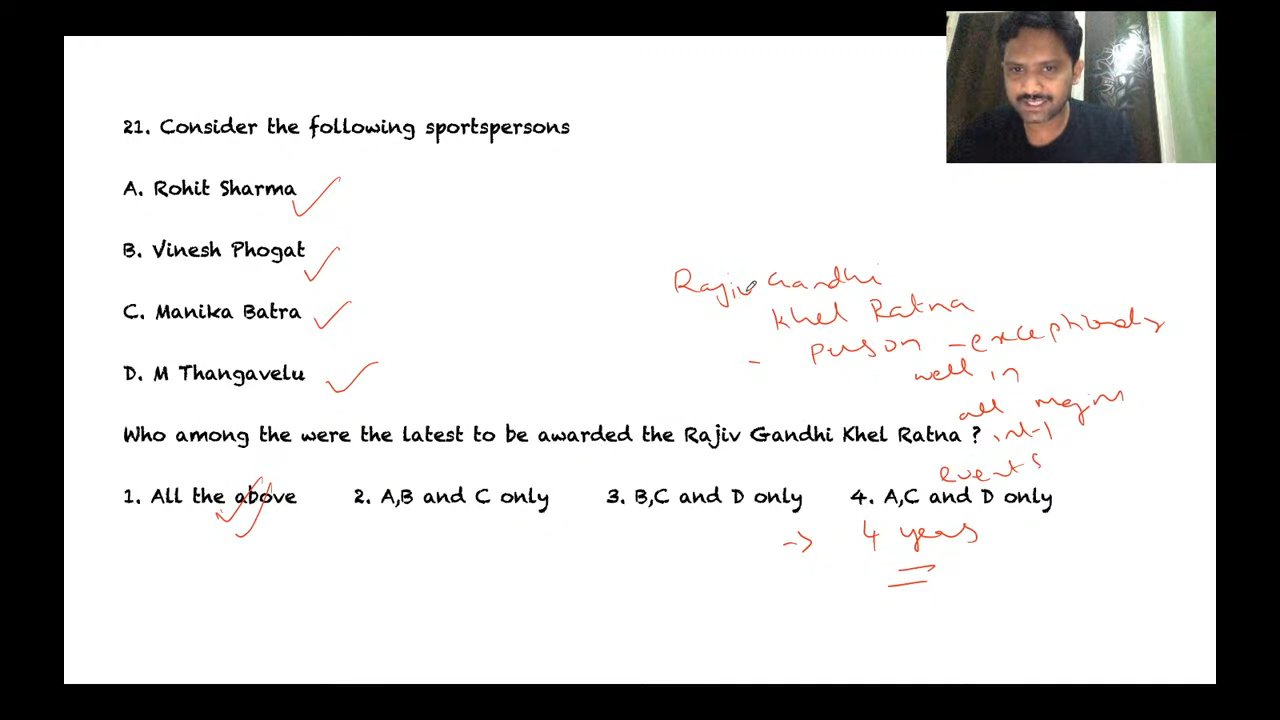 21. Consider the following sportspersons
A. Rohit Sharma
B. Vinesh Phogat
C. Manika Batra
D. M Thangavelu
Rajiv Gandhi
Khel Ratna
- person - exceptionally
well in
all major
Who among the were the latest to be awarded the Rajiv Gandhi Khel Ratna ?
events
1. All the above 2. A,B and C only 3. B,C and D only 4. A,C and D only
-> 4 years